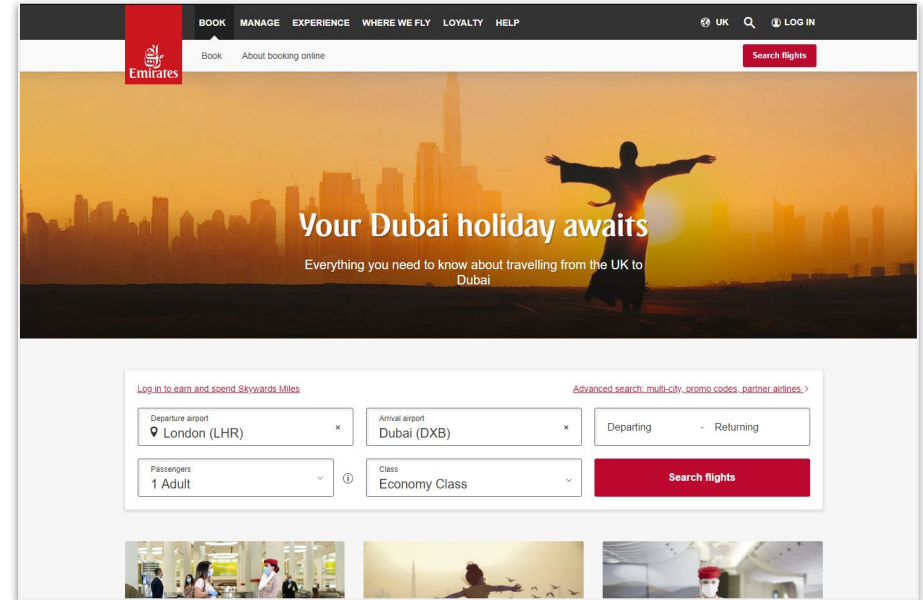 BOOK MANAGE EXPERIENCE WHERE WE FLY LOYALTY HELP UK LOG IN
Emirates
Book About booking online Search flights
Your Dubai holiday awaits
Everything you need to know about travelling from the UK to
Dubai
Log in to earn and spend Skywards Miles Advanced search: multi-city, promo codes, partner airlines >
Departure airport Arrival airport
London (LHR) × Dubai (DXB) × Departing - Returning
Passengers Class
1 Adult Economy Class Search flights